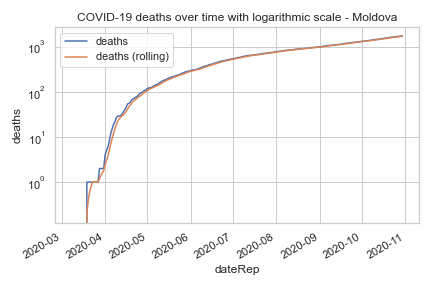 COVID-19 deaths over time with logarithmic scale - Moldova
deaths
deaths (rolling)
deaths
10³
10²
10¹
10⁰
2020-03
2020-04
2020-05
2020-06
2020-07
2020-08
2020-09
2020-10
2020-11
dateRep